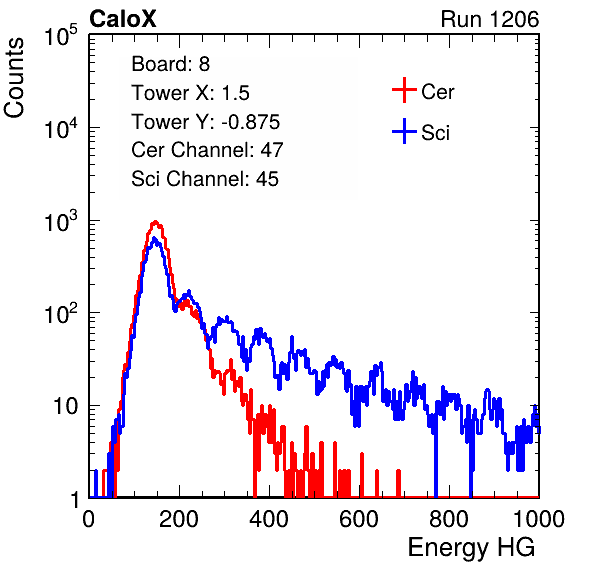 CaloX Run 1206
Counts
Board: 8
Tower X: 1.5
Tower Y: -0.875
Cer Channel: 47
Sci Channel: 45
Cer
Sci
10^5
10^4
10^3
10^2
10
1
0 200 400 600 800 1000
Energy HG